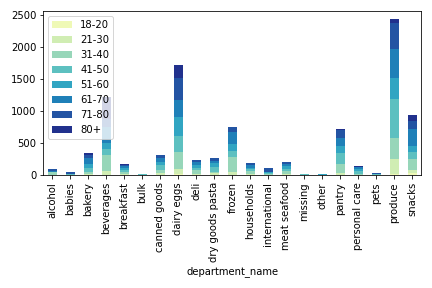 2500
2000
1500
1000
500
0
18-20
21-30
31-40
41-50
51-60
61-70
71-80
80+
alcohol
babies
bakery
beverages
breakfast
bulk
canned goods
dairy eggs
deli
dry goods pasta
frozen
households
international
meat seafood
missing
other
pantry
personal care
pets
produce
snacks
department_name